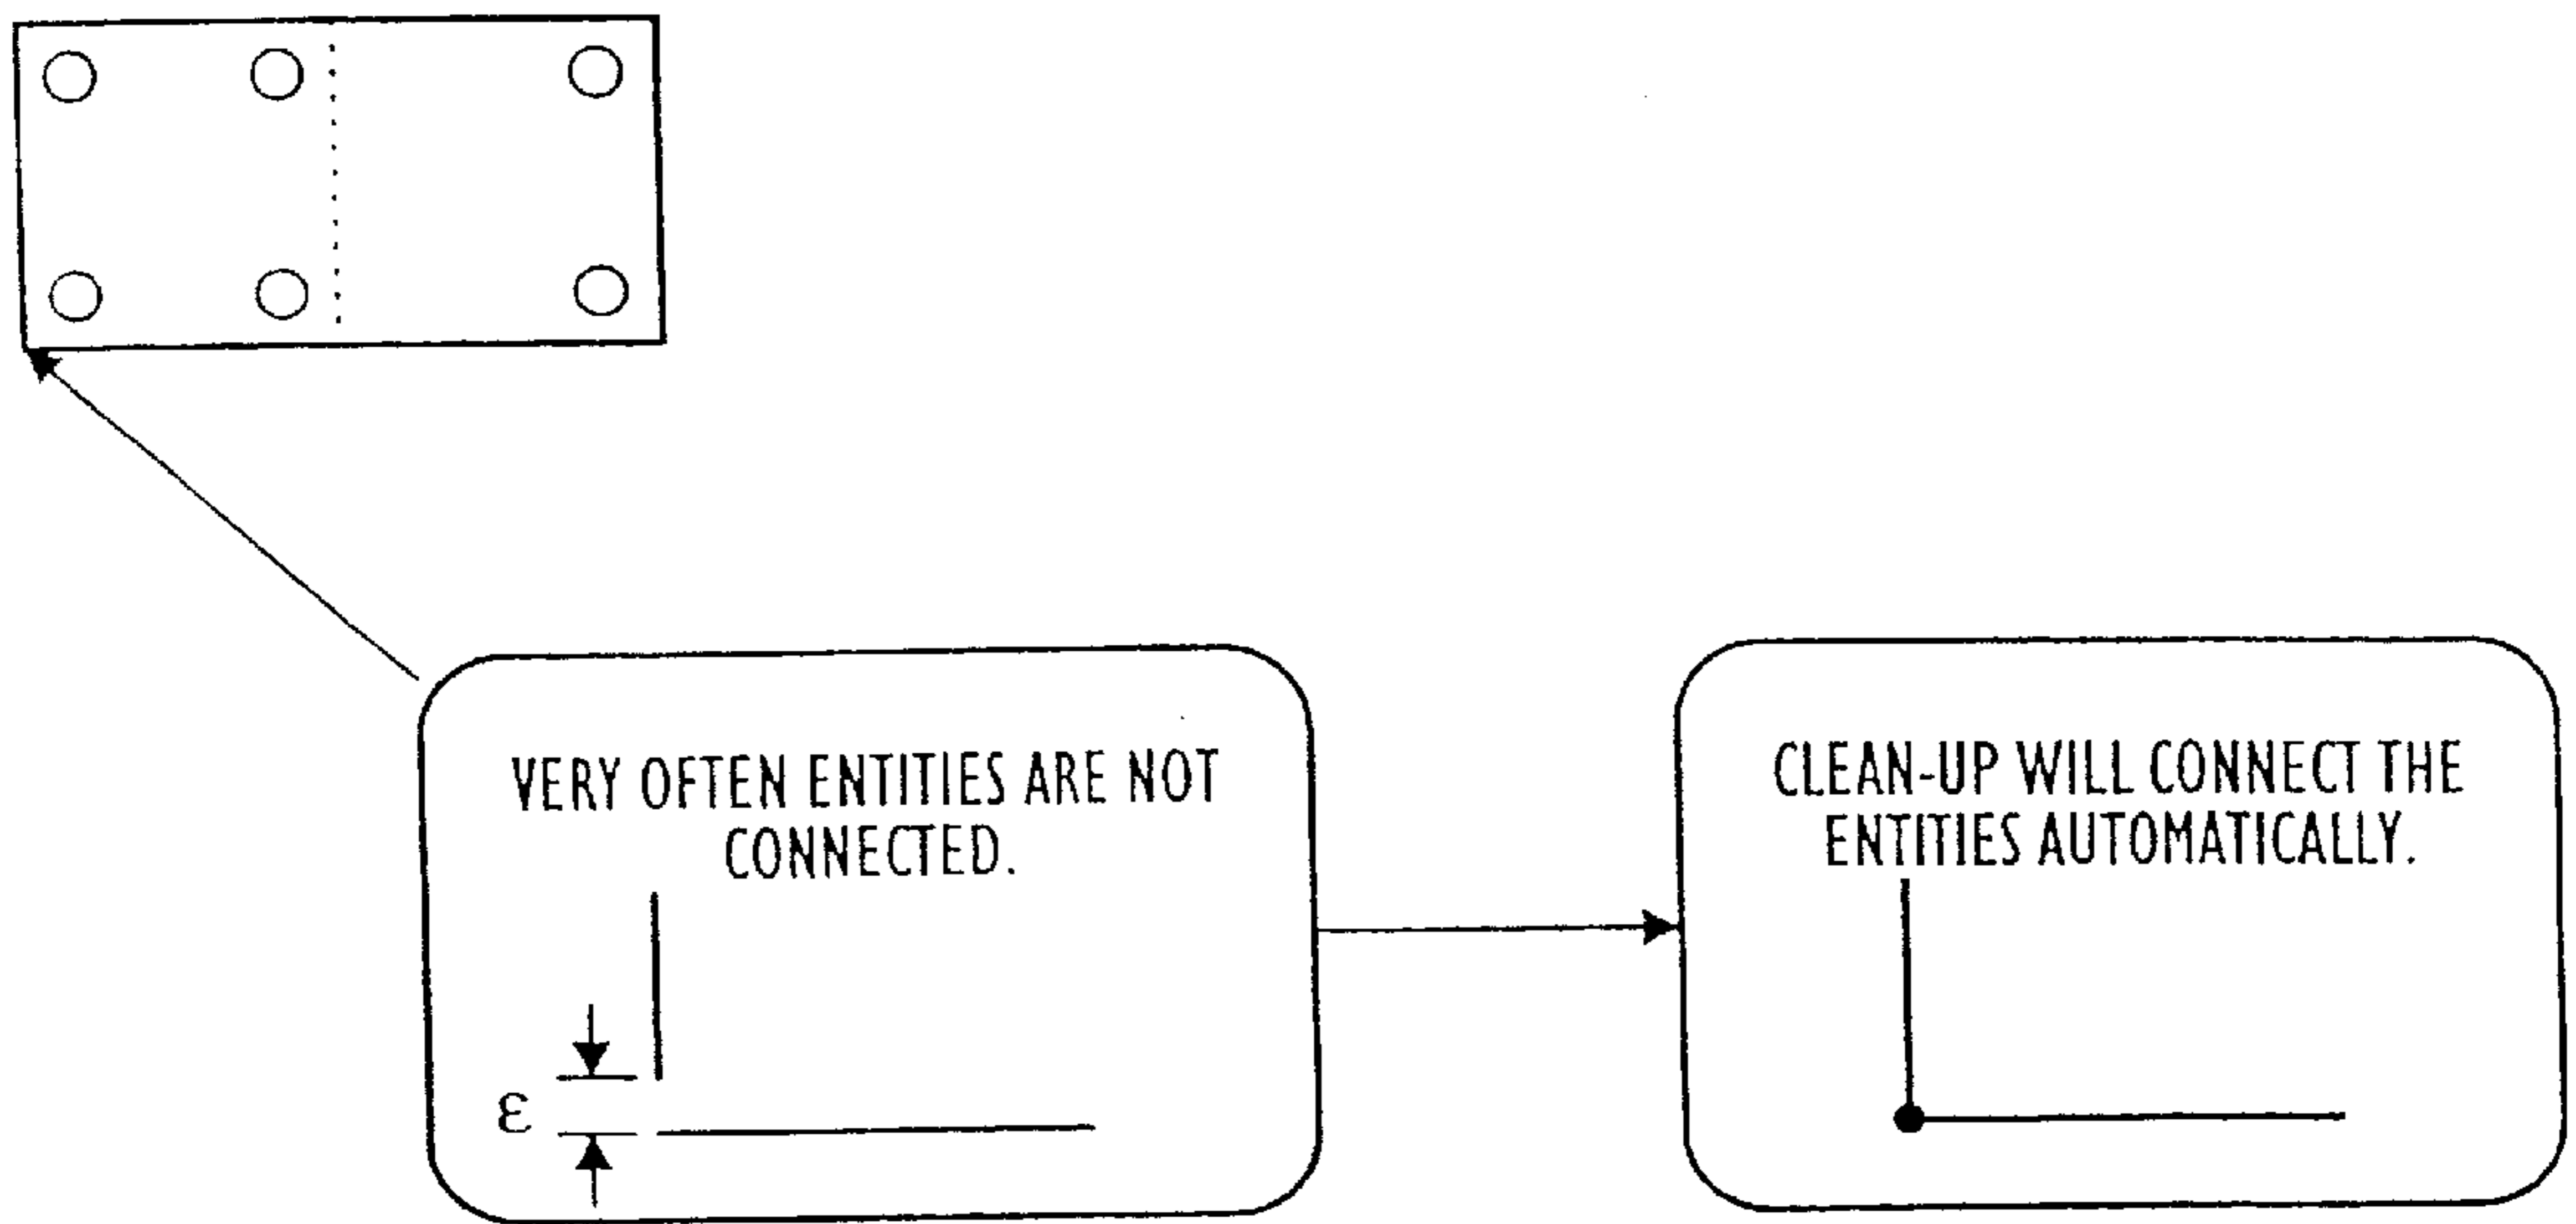 VERY OFTEN ENTITIES ARE NOT
CONNECTED.
ε
CLEAN-UP WILL CONNECT THE
ENTITIES AUTOMATICALLY.